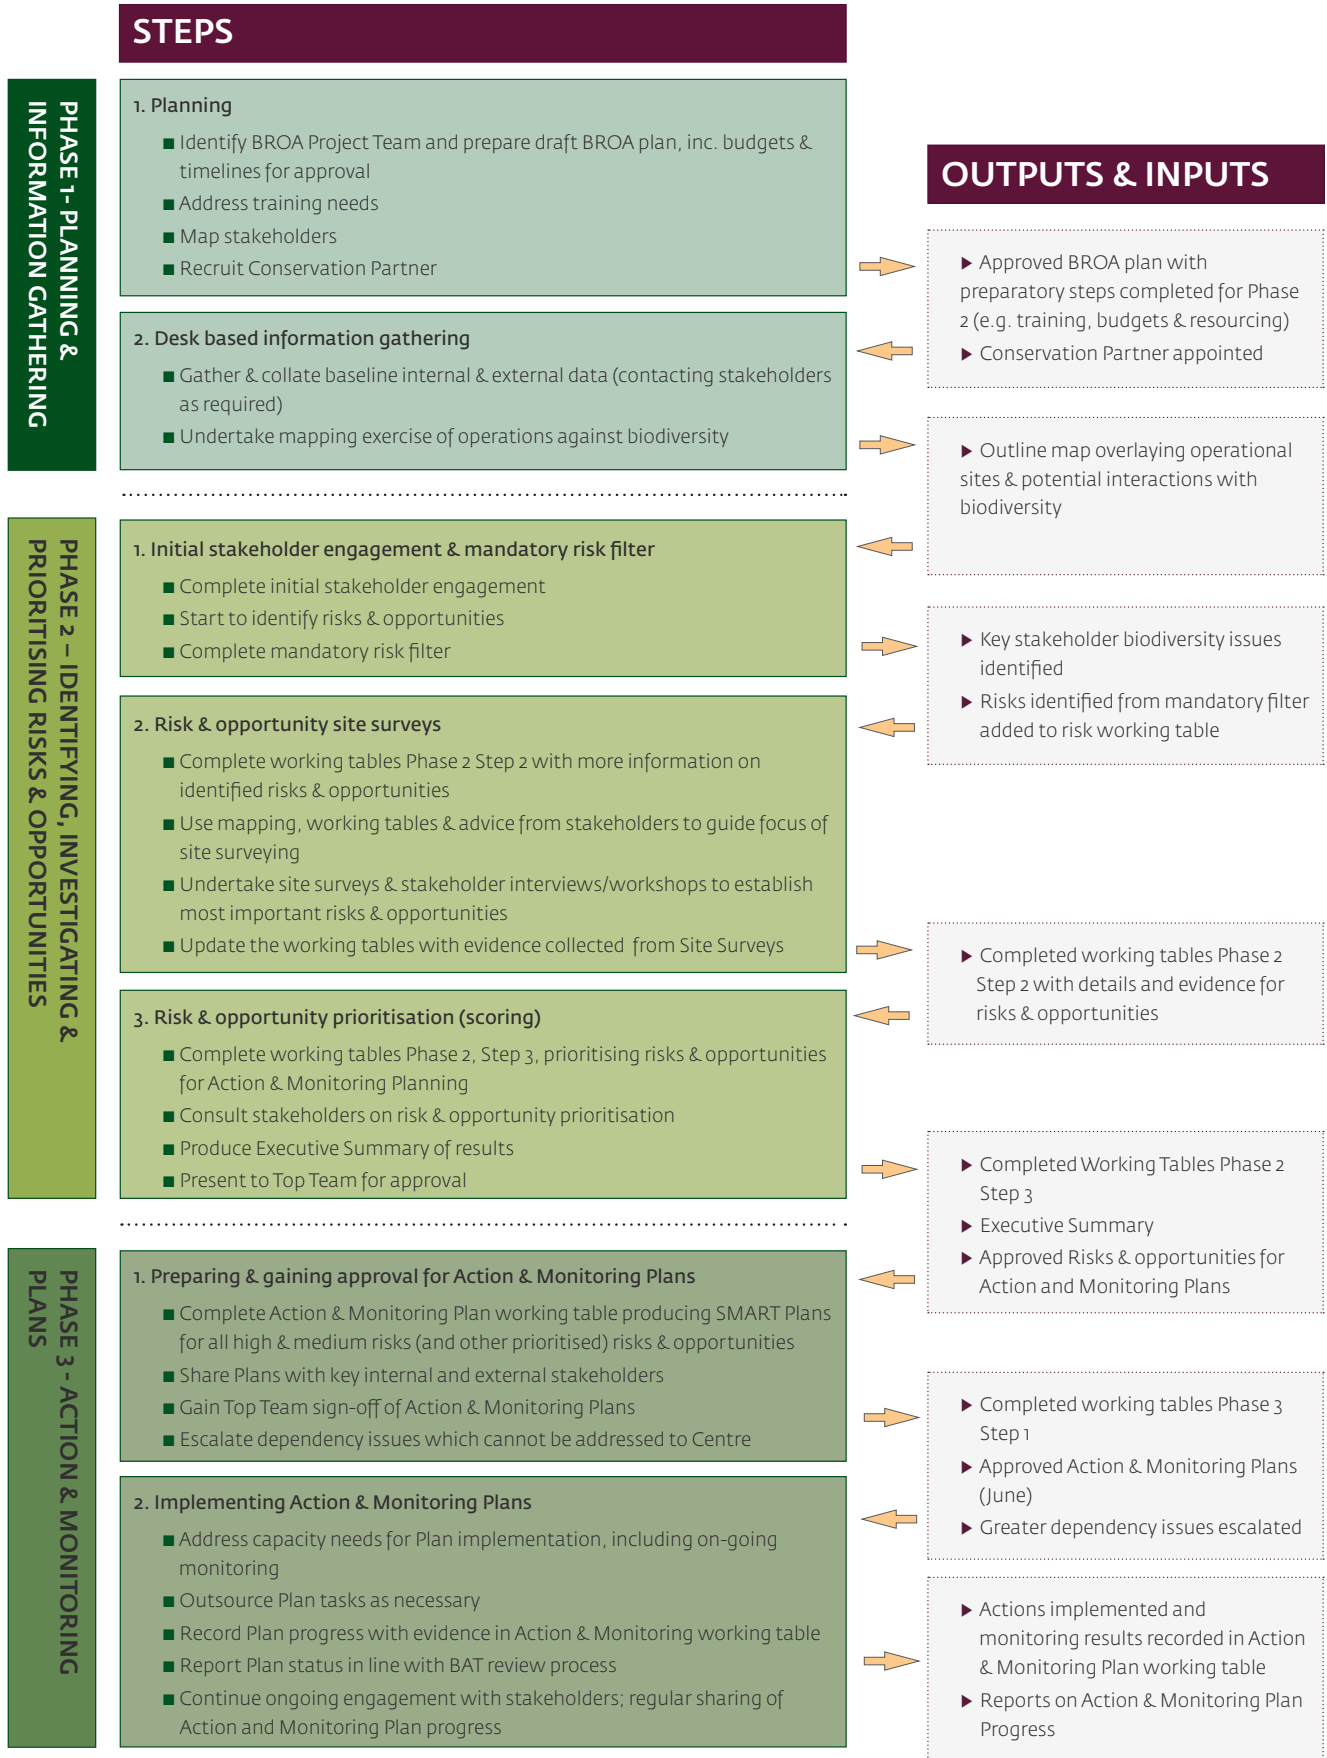 STEPS
PHASE 1- PLANNING &
INFORMATION GATHERING
1. Planning
■ Identify BROA Project Team and prepare draft BROA plan, inc. budgets &
timelines for approval
■ Address training needs
■ Map stakeholders
■ Recruit Conservation Partner
2. Desk based information gathering
■ Gather & collate baseline internal & external data (contacting stakeholders
as required)
■ Undertake mapping exercise of operations against biodiversity
PHASE 2 – IDENTIFYING, INVESTIGATING &
PRIORITISING RISKS & OPPORTUNITIES
1. Initial stakeholder engagement & mandatory risk filter
■ Complete initial stakeholder engagement
■ Start to identify risks & opportunities
■ Complete mandatory risk filter
2. Risk & opportunity site surveys
■ Complete working tables Phase 2 Step 2 with more information on
identified risks & opportunities
■ Use mapping, working tables & advice from stakeholders to guide focus of
site surveying
■ Undertake site surveys & stakeholder interviews/workshops to establish
most important risks & opportunities
■ Update the working tables with evidence collected from Site Surveys
3. Risk & opportunity prioritisation (scoring)
■ Complete working tables Phase 2, Step 3, prioritising risks & opportunities
for Action & Monitoring Planning
■ Consult stakeholders on risk & opportunity prioritisation
■ Produce Executive Summary of results
■ Present to Top Team for approval
PHASE 3 - ACTION & MONITORING
PLANS
1. Preparing & gaining approval for Action & Monitoring Plans
■ Complete Action & Monitoring Plan working table producing SMART Plans
for all high & medium risks (and other prioritised) risks & opportunities
■ Share Plans with key internal and external stakeholders
■ Gain Top Team sign-off of Action & Monitoring Plans
■ Escalate dependency issues which cannot be addressed to Centre
2. Implementing Action & Monitoring Plans
■ Address capacity needs for Plan implementation, including on-going
monitoring
■ Outsource Plan tasks as necessary
■ Record Plan progress with evidence in Action & Monitoring working table
■ Report Plan status in line with BAT review process
■ Continue ongoing engagement with stakeholders; regular sharing of
Action and Monitoring Plan progress
OUTPUTS & INPUTS
▶ Approved BROA plan with
preparatory steps completed for Phase
2 (e.g. training, budgets & resourcing)
▶ Conservation Partner appointed
▶ Outline map overlaying operational
sites & potential interactions with
biodiversity
▶ Key stakeholder biodiversity issues
identified
▶ Risks identified from mandatory filter
added to risk working table
▶ Completed working tables Phase 2
Step 2 with details and evidence for
risks & opportunities
▶ Completed Working Tables Phase 2
Step 3
▶ Executive Summary
▶ Approved Risks & opportunities for
Action and Monitoring Plans
▶ Completed working tables Phase 3
Step 1
▶ Approved Action & Monitoring Plans
(June)
▶ Greater dependency issues escalated
▶ Actions implemented and
monitoring results recorded in Action
& Monitoring Plan working table
▶ Reports on Action & Monitoring Plan
Progress